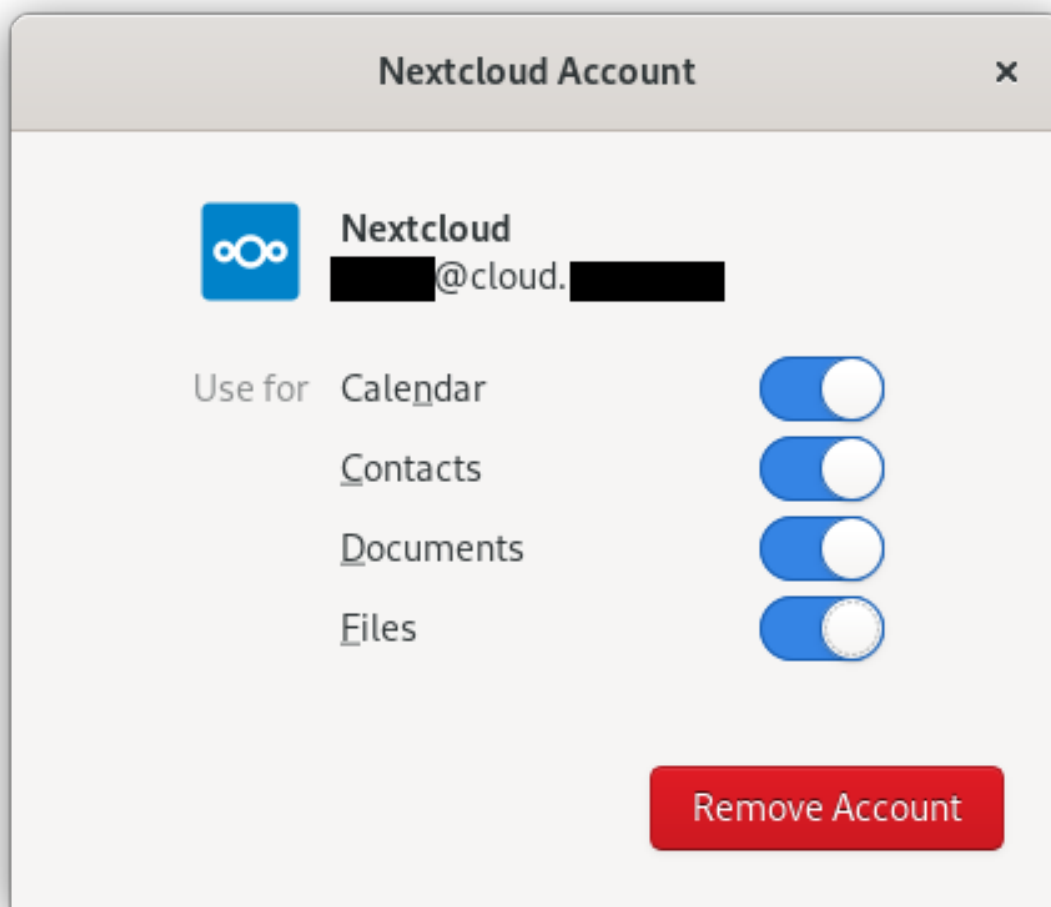 Nextcloud Account
Nextcloud
@cloud.
Use for Calendar
Contacts
Documents
Files
Remove Account